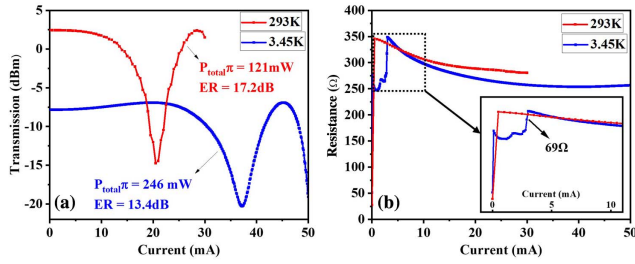 5
0
-5
-10
-15
-20
Transmission (dBm)
293K
3.45K
P_total π = 121mW
ER = 17.2dB
P_total π = 246 mW
ER = 13.4dB
(a)
0 10 20 30 40 50
Current (mA)
400
350
300
250
200
150
100
50
0
Resistance (Ω)
293K
3.45K
69Ω
Current (mA)
0 5 10
(b)
0 10 20 30 40 50
Current (mA)